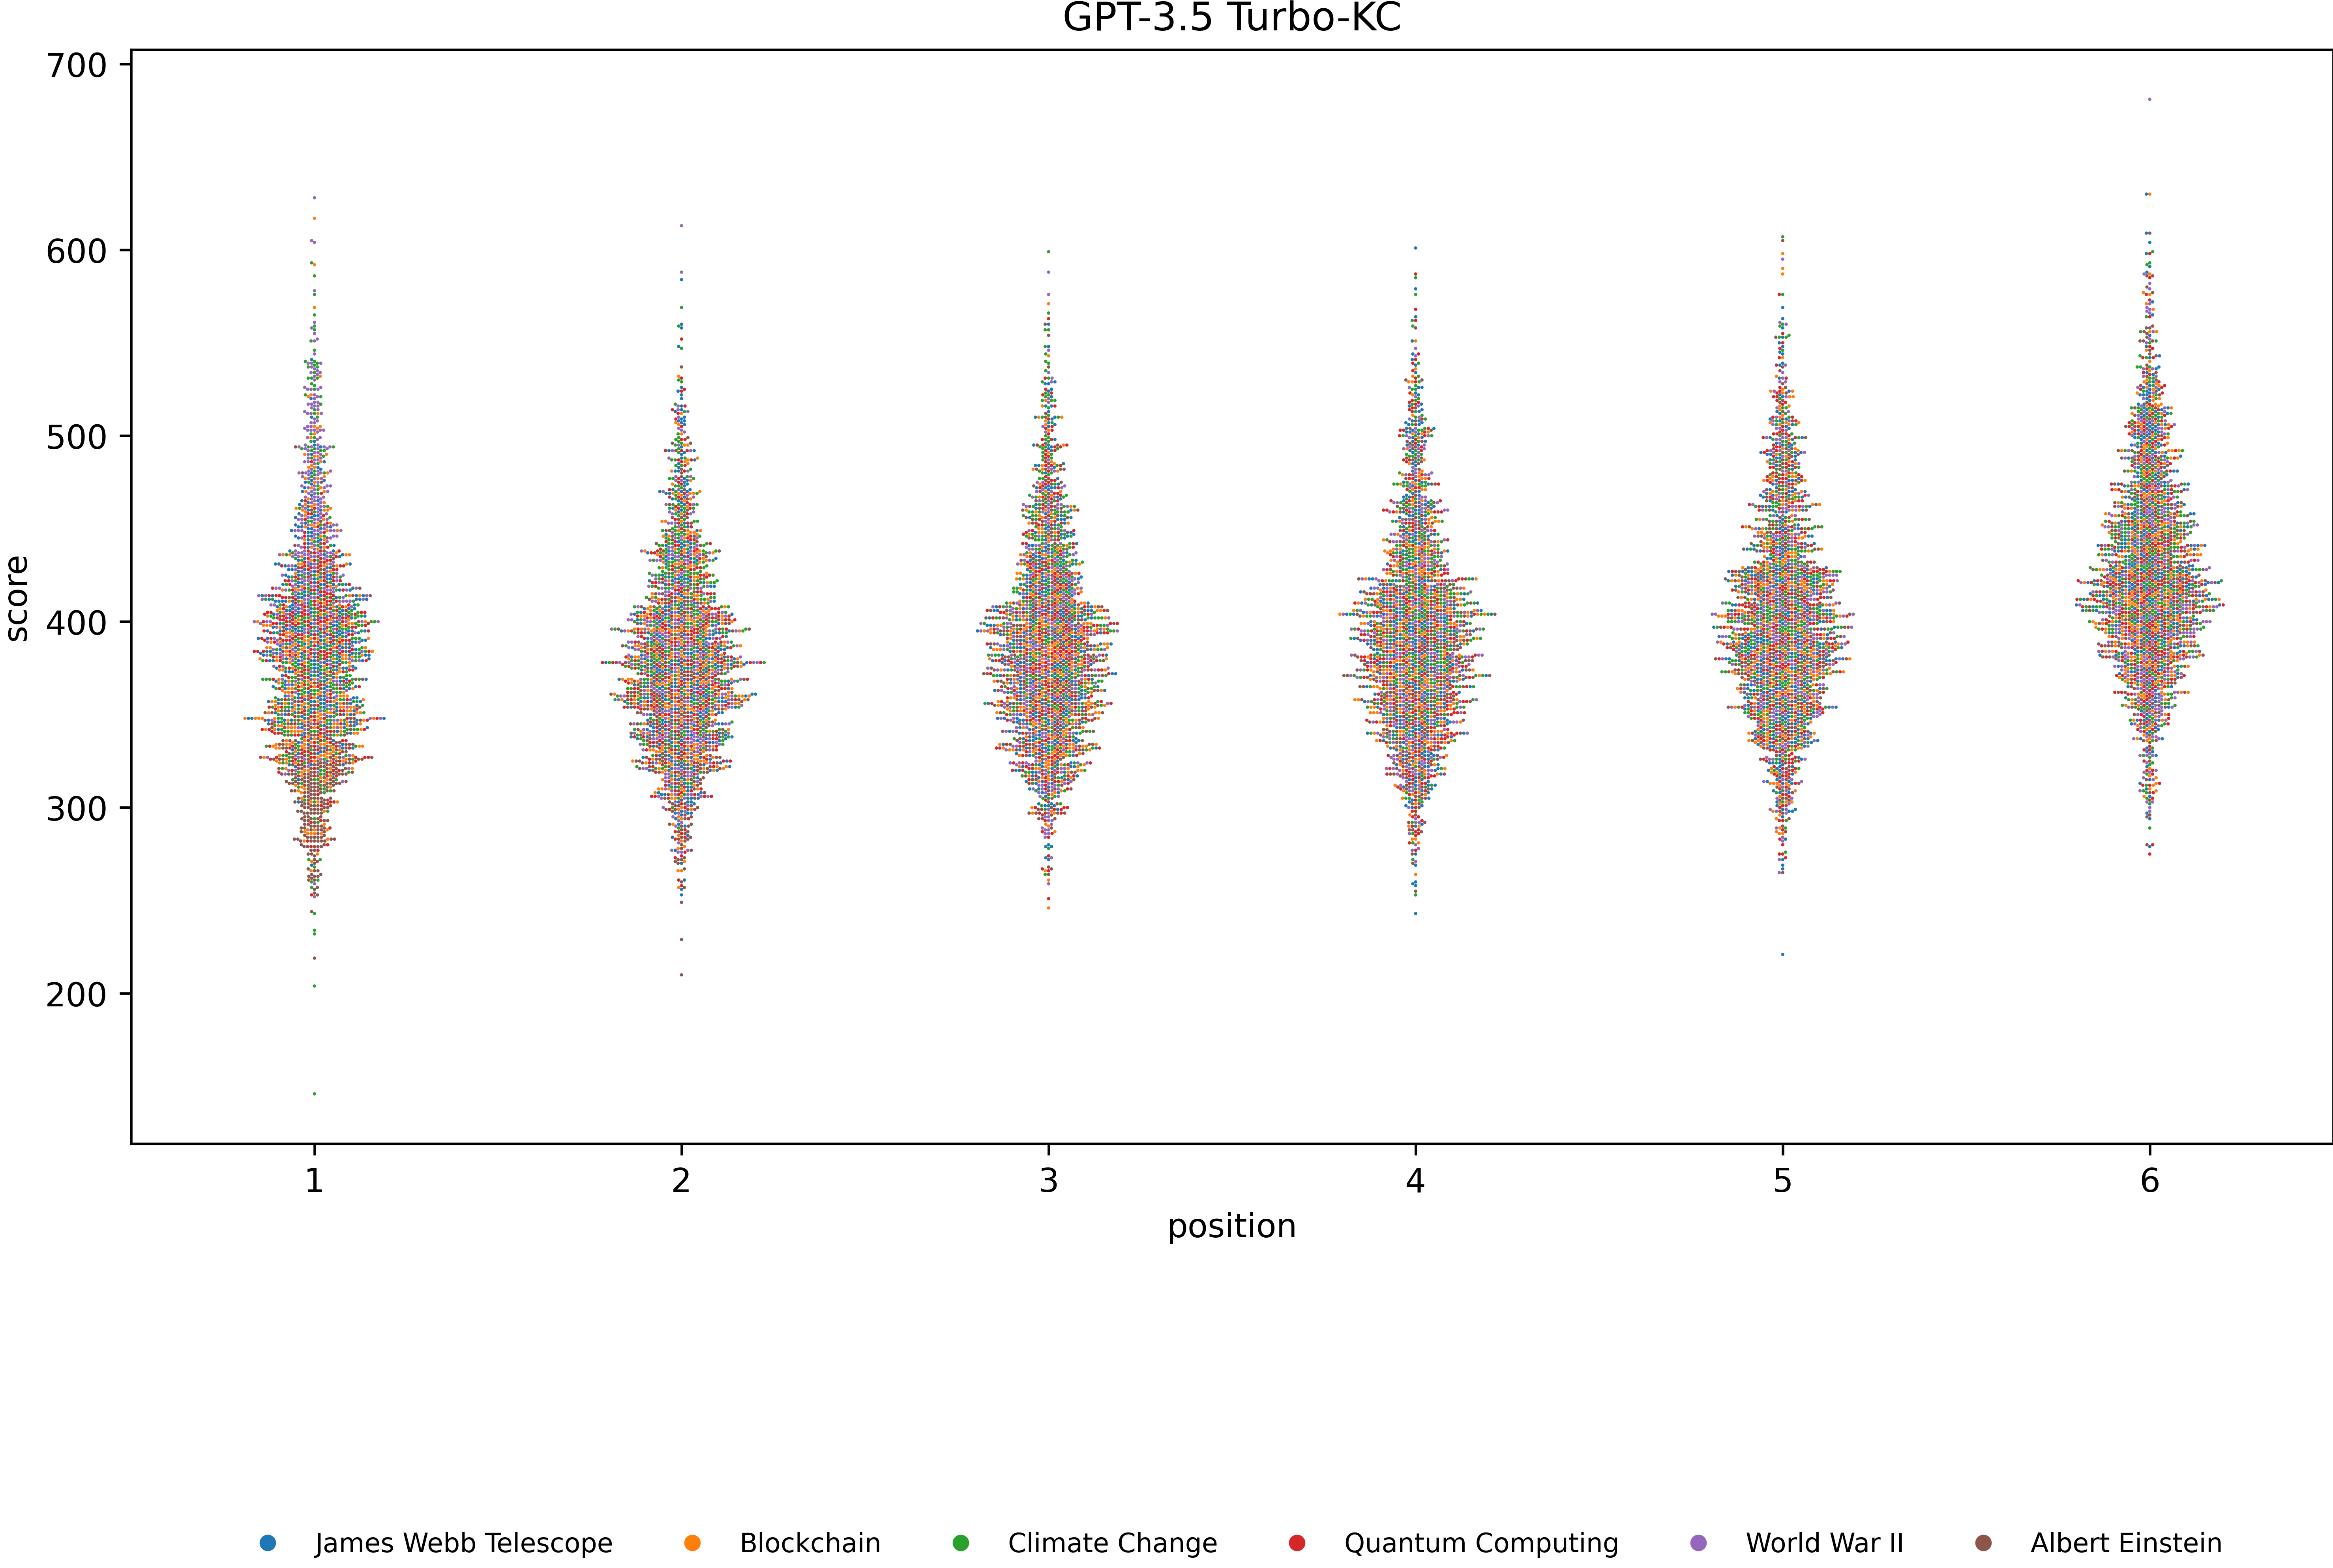 GPT-3.5 Turbo-KC
700
600
500
400
300
200
score
1 2 3 4 5 6
position
James Webb Telescope Blockchain Climate Change Quantum Computing World War II Albert Einstein